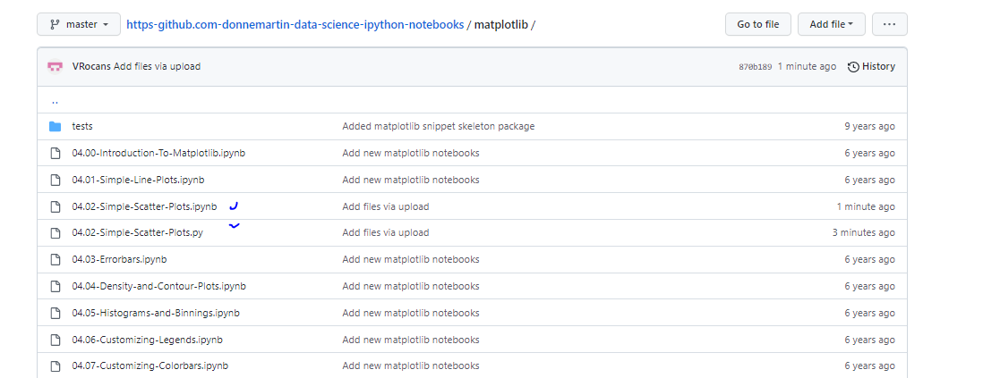 master https-github.com-donnemartin-data-science-ipython-notebooks / matplotlib / Go to file Add file ...
VRocans Add files via upload 870b189 1 minute ago History
..
tests Added matplotlib snippet skeleton package 9 years ago
04.00-Introduction-To-Matplotlib.ipynb Add new matplotlib notebooks 6 years ago
04.01-Simple-Line-Plots.ipynb Add new matplotlib notebooks 6 years ago
04.02-Simple-Scatter-Plots.ipynb Add files via upload 1 minute ago
04.02-Simple-Scatter-Plots.py Add files via upload 3 minutes ago
04.03-Errorbars.ipynb Add new matplotlib notebooks 6 years ago
04.04-Density-and-Contour-Plots.ipynb Add new matplotlib notebooks 6 years ago
04.05-Histograms-and-Binnings.ipynb Add new matplotlib notebooks 6 years ago
04.06-Customizing-Legends.ipynb Add new matplotlib notebooks 6 years ago
04.07-Customizing-Colorbars.ipynb Add new matplotlib notebooks 6 years ago